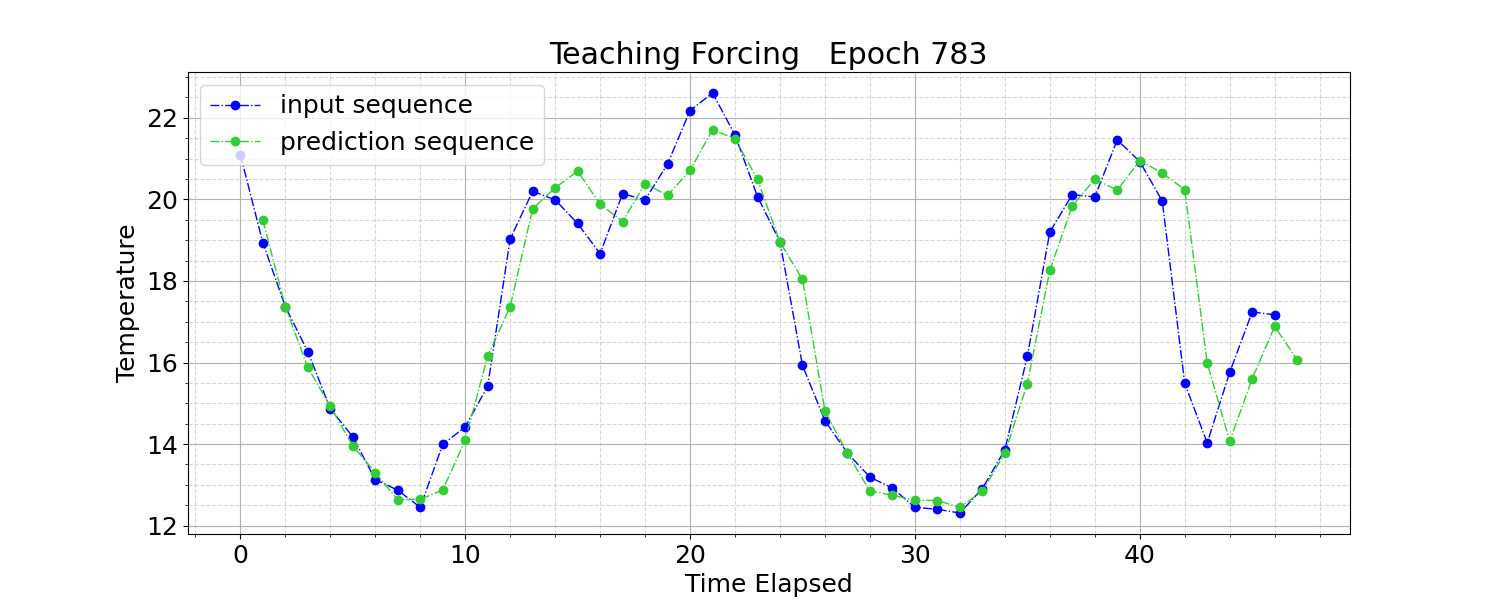 Teaching Forcing   Epoch 783
input sequence
prediction sequence
22
20
18
16
14
12
Temperature
0 10 20 30 40
Time Elapsed